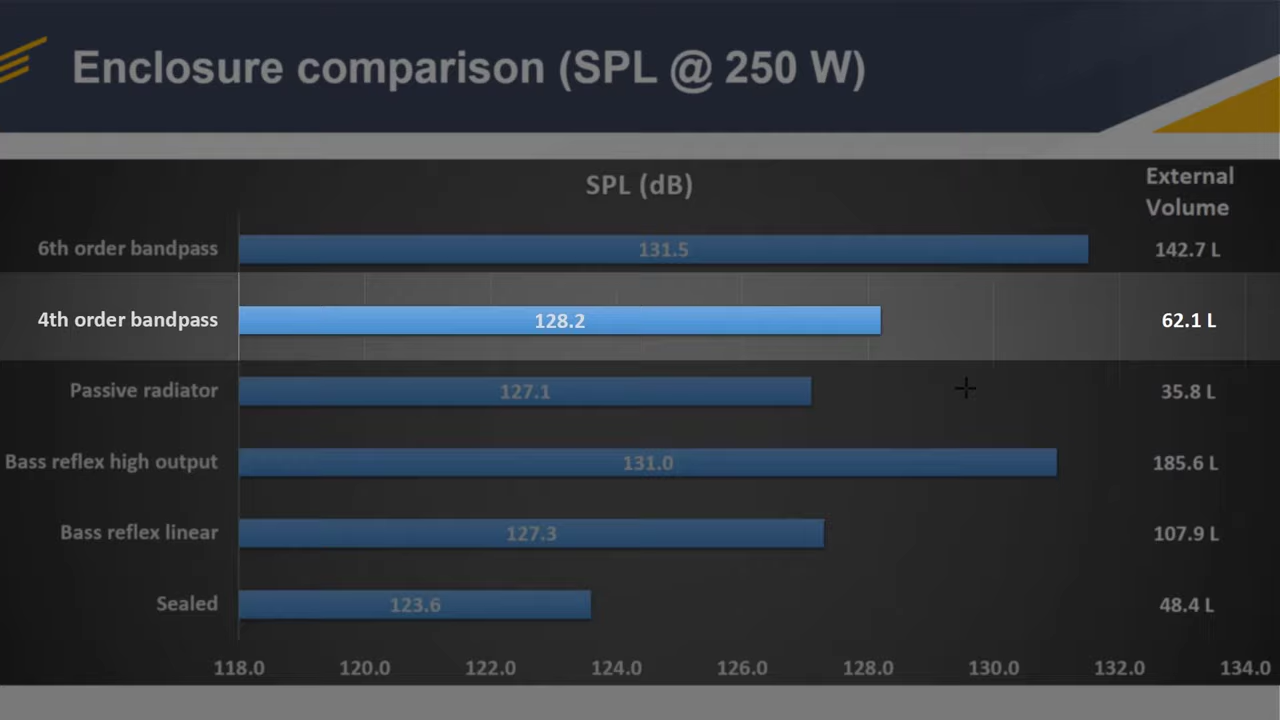 Enclosure comparison (SPL @ 250 W)
SPL (dB)
External
Volume
6th order bandpass 131.5 142.7 L
4th order bandpass 128.2 62.1 L
Passive radiator 127.1 35.8 L
Bass reflex high output 131.0 185.6 L
Bass reflex linear 127.3 107.9 L
Sealed 123.6 48.4 L
118.0 120.0 122.0 124.0 126.0 128.0 130.0 132.0 134.0